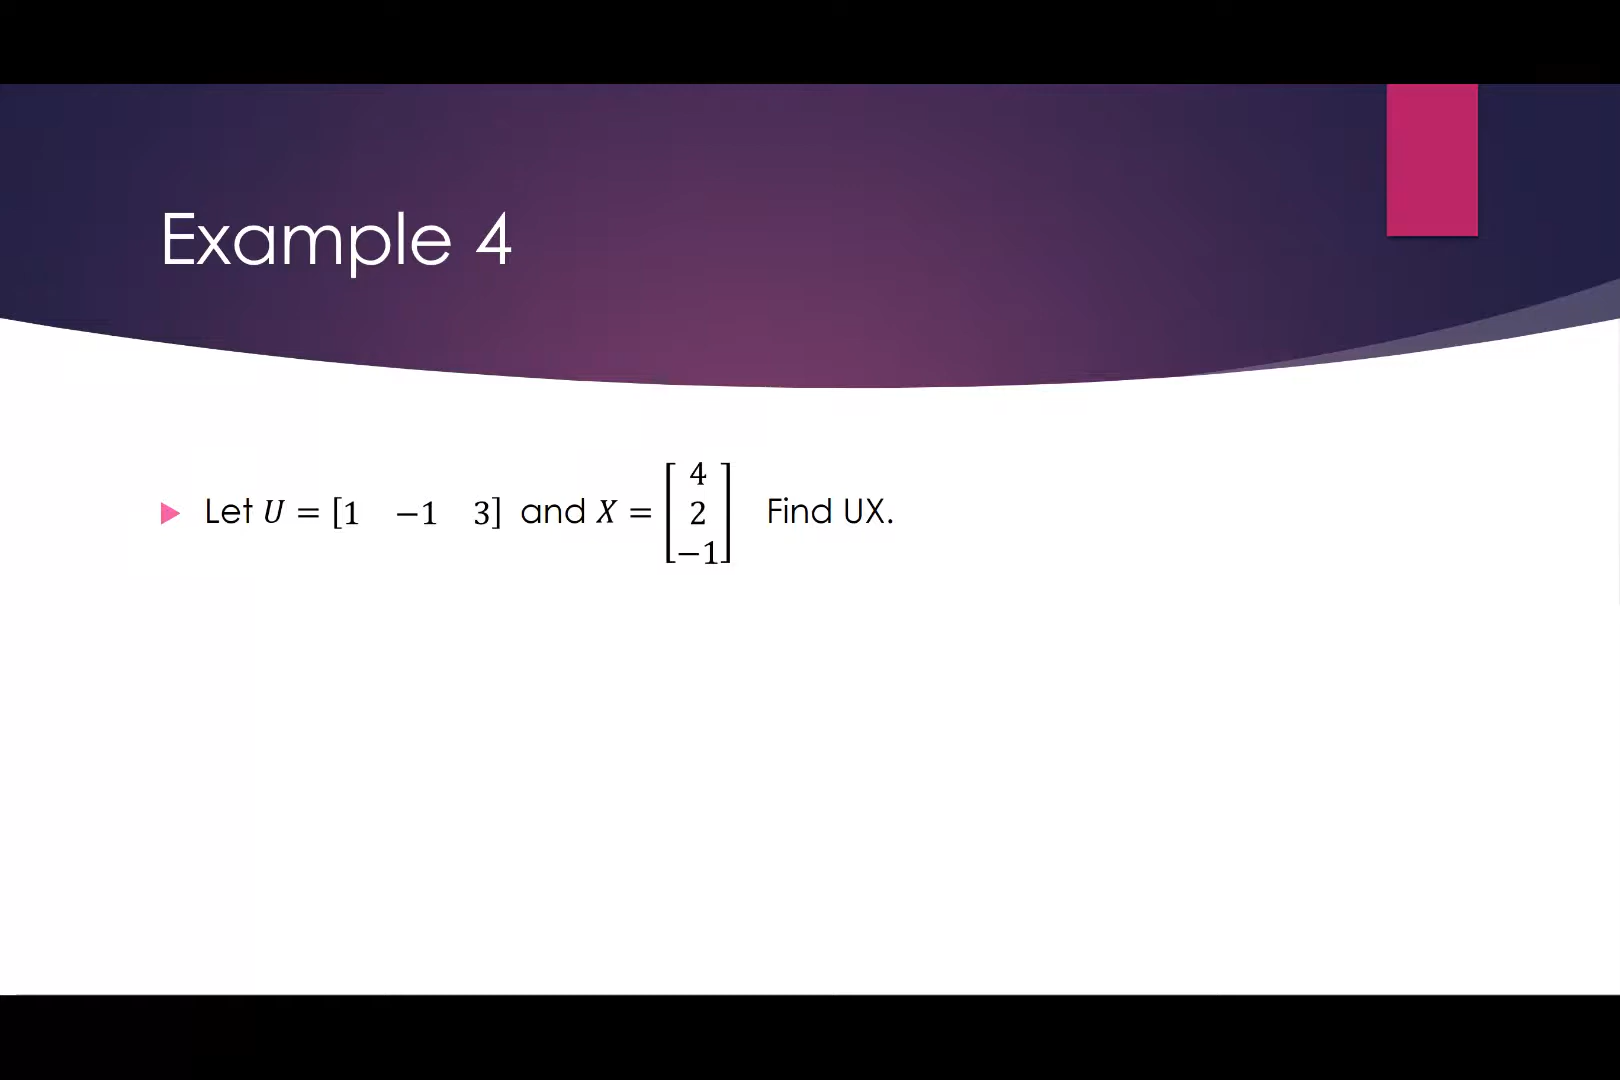 Example 4
Let U = [1 −1 3] and X = [4 2 −1] Find UX.